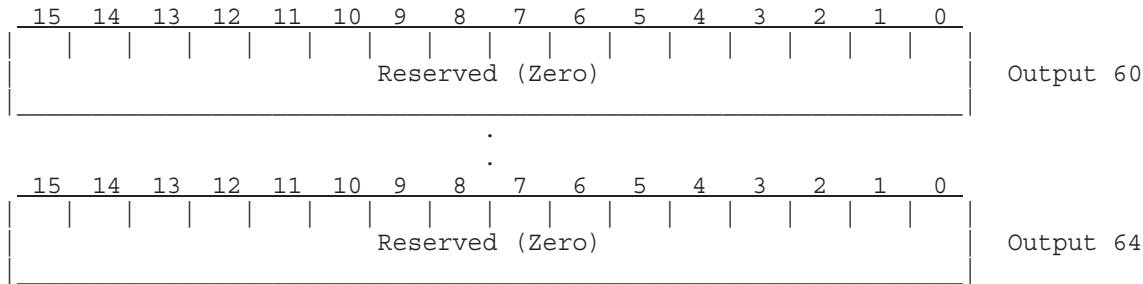 15 14 13 12 11 10 9 8 7 6 5 4 3 2 1 0
Reserved (Zero) Output 60
.
.
15 14 13 12 11 10 9 8 7 6 5 4 3 2 1 0
Reserved (Zero) Output 64